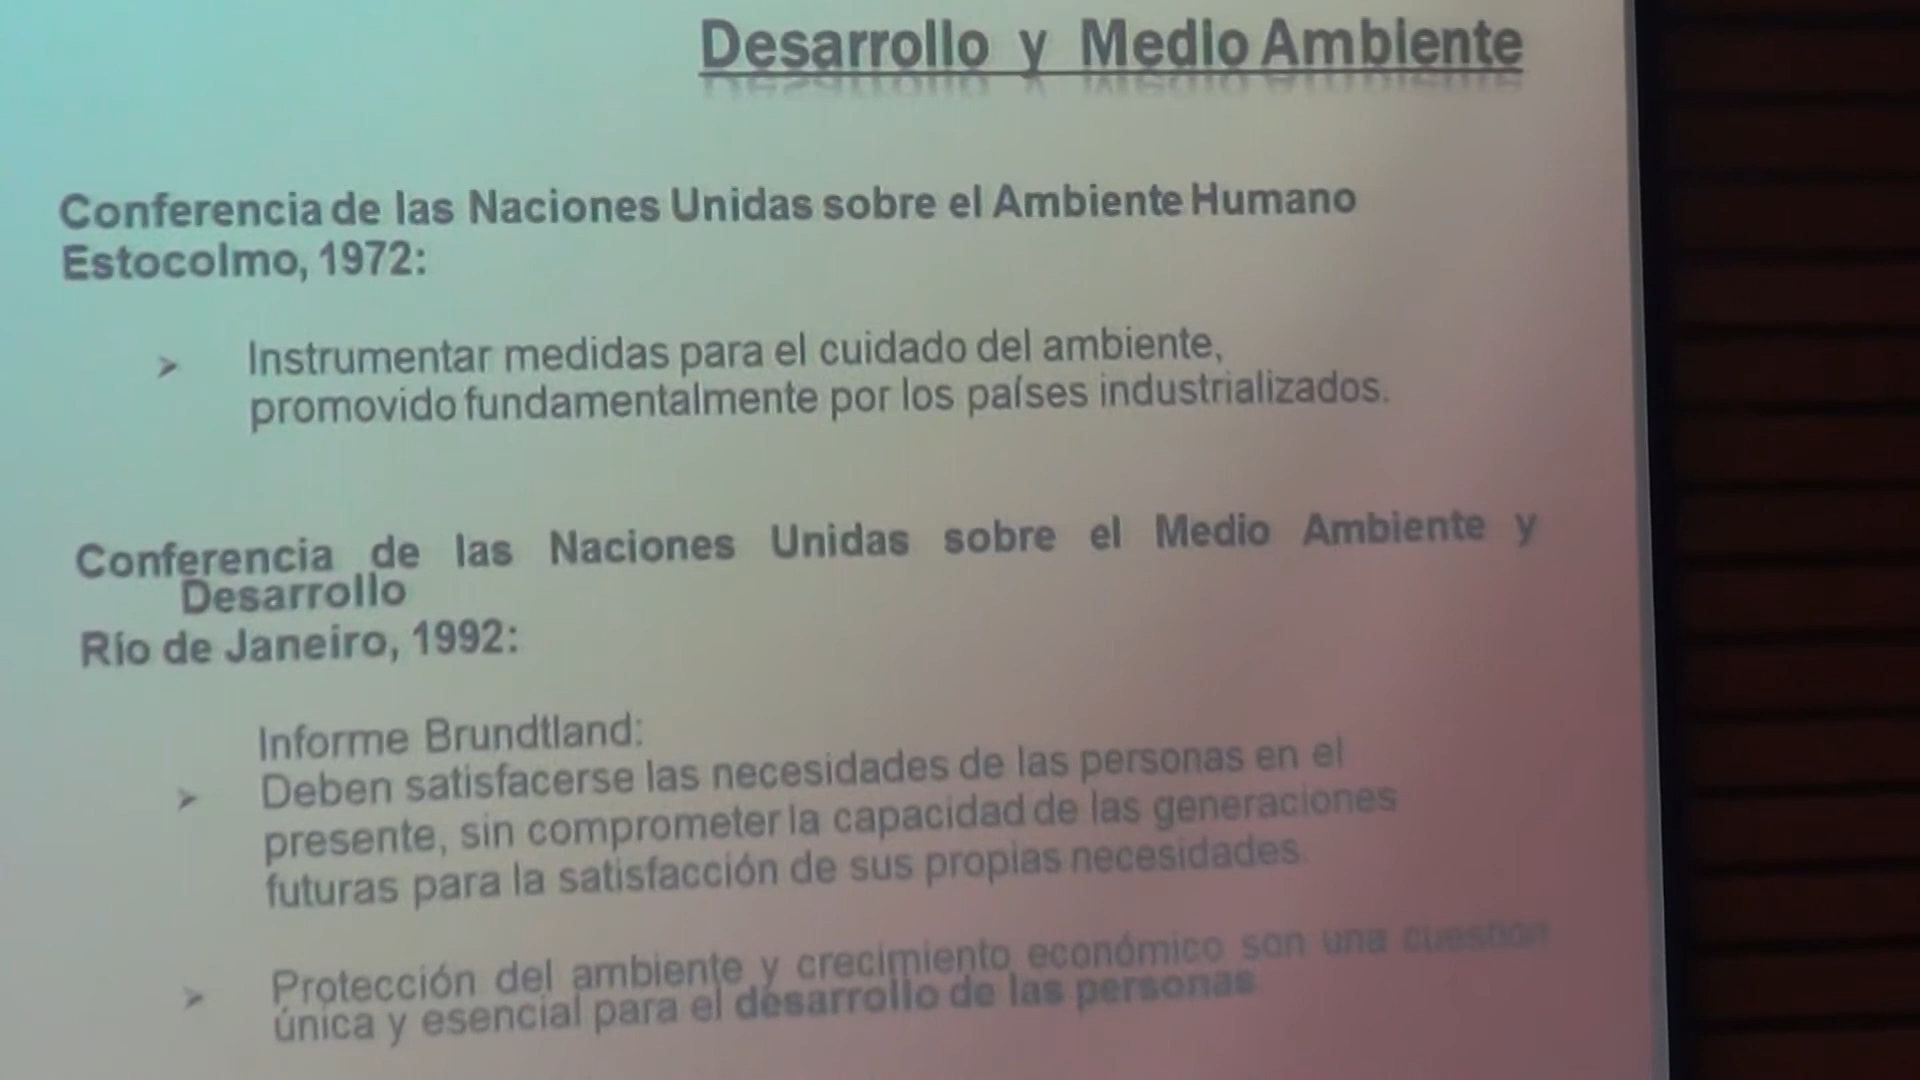 Desarrollo y Medio Ambiente
Conferencia de las Naciones Unidas sobre el Ambiente Humano
Estocolmo, 1972:
➢ Instrumentar medidas para el cuidado del ambiente,
promovido fundamentalmente por los países industrializados.
Conferencia de las Naciones Unidas sobre el Medio Ambiente y
Desarrollo
Río de Janeiro, 1992:
Informe Brundtland:
➢ Deben satisfacerse las necesidades de las personas en el
presente, sin comprometer la capacidad de las generaciones
futuras para la satisfacción de sus propias necesidades.
➢ Protección del ambiente y crecimiento económico son una cuestión
única y esencial para el desarrollo de las personas